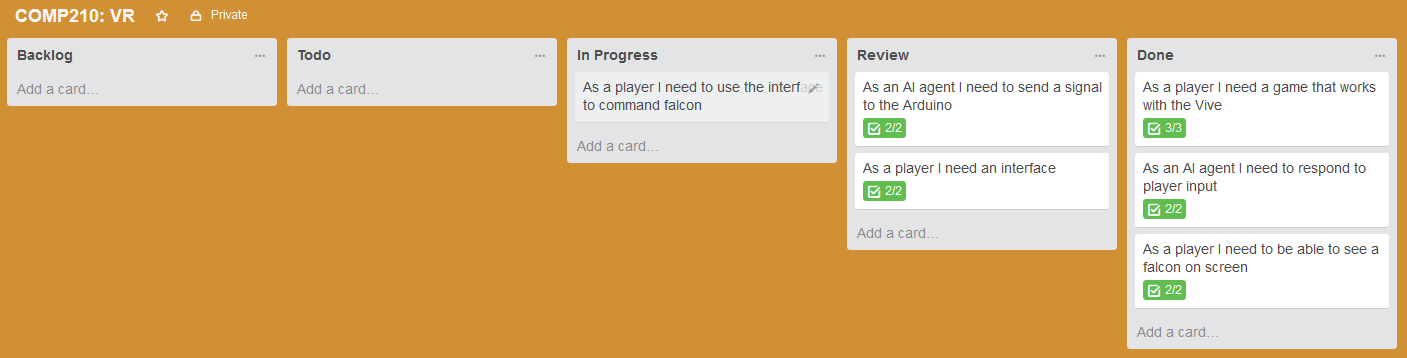 COMP210: VR
Private
Backlog
Add a card…
Todo
Add a card…
In Progress
As a player I need to use the interface
to command falcon
Add a card…
Review
As an AI agent I need to send a signal
to the Arduino
2/2
As a player I need an interface
2/2
Add a card…
Done
As a player I need a game that works
with the Vive
3/3
As an AI agent I need to respond to
player input
2/2
As a player I need to be able to see a
falcon on screen
2/2
Add a card…